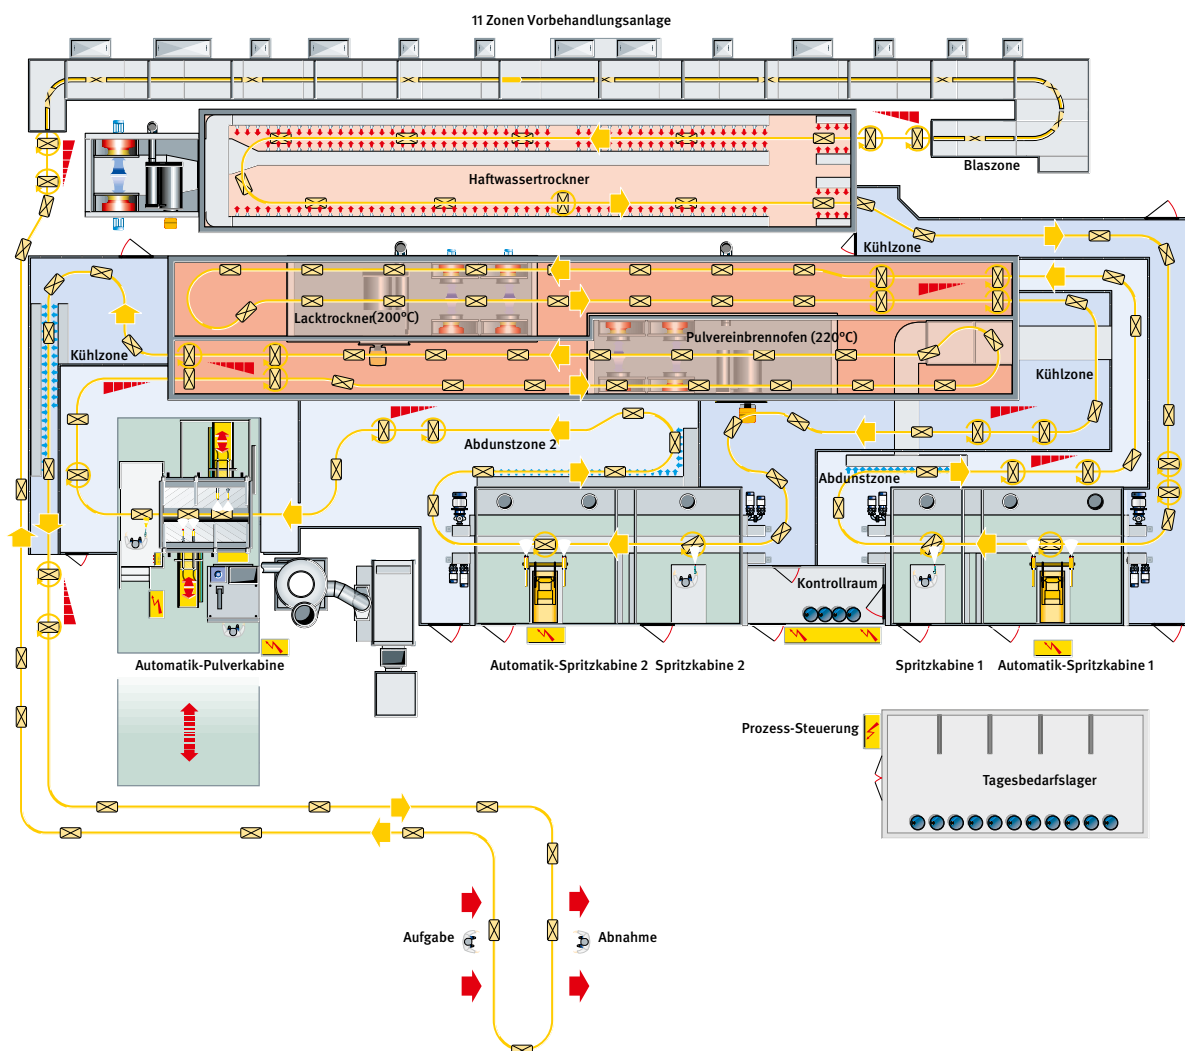 11 Zonen Vorbehandlungsanlage
Blaszone
Haftwassertrockner
Kühlzone
Lacktrockner (200°C)
Pulvereinbrennofen (220°C)
Kühlzone
Kühlzone
Abdunstzone 2
Abdunstzone
Kontrollraum
Automatik-Pulverkabine
Automatik-Spritzkabine 2
Spritzkabine 2
Spritzkabine 1
Automatik-Spritzkabine 1
Prozess-Steuerung
Tagesbedarfslager
Aufgabe
Abnahme